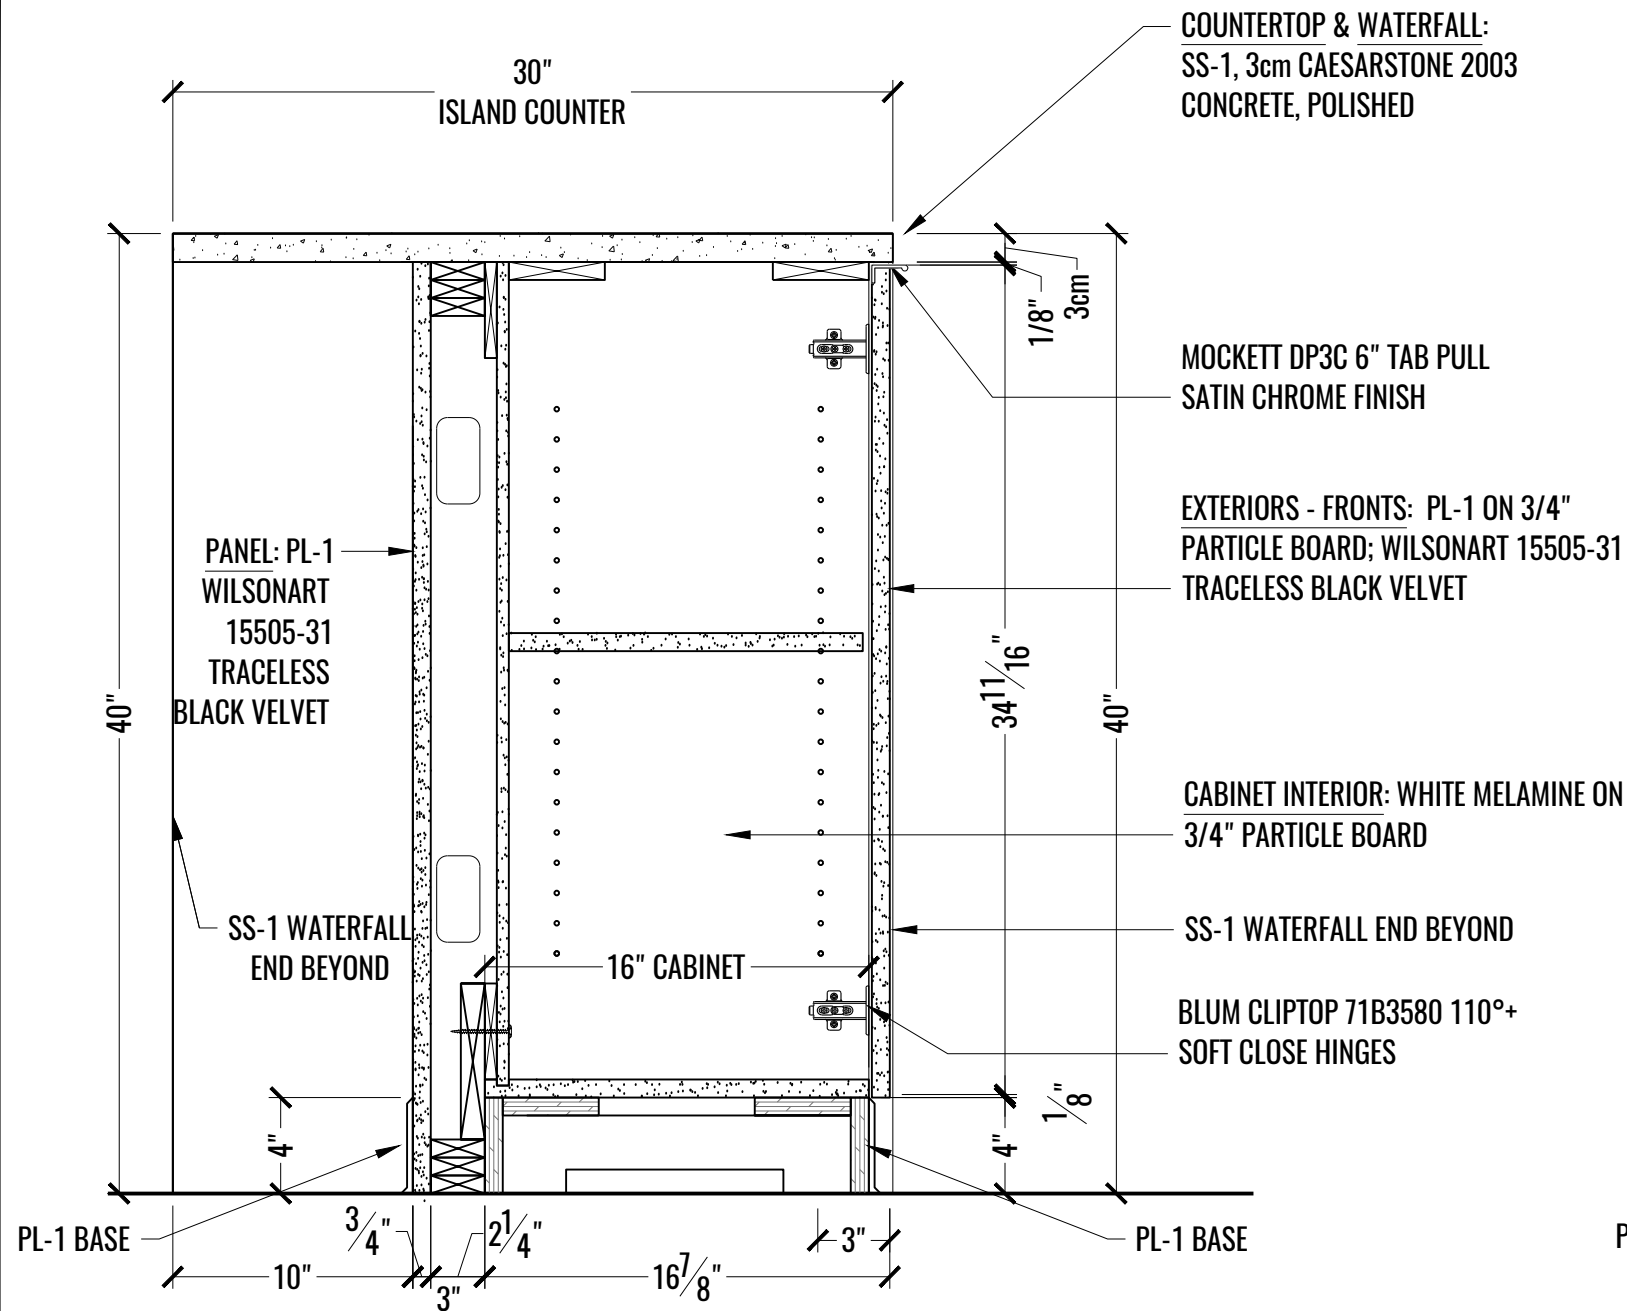 30"
ISLAND COUNTER
COUNTERTOP & WATERFALL:
SS-1, 3cm CAESARSTONE 2003
CONCRETE, POLISHED
1/8"
3cm
MOCKETT DP3C 6" TAB PULL
SATIN CHROME FINISH
EXTERIORS - FRONTS: PL-1 ON 3/4"
PARTICLE BOARD; WILSONART 15505-31
TRACELESS BLACK VELVET
PANEL: PL-1
WILSONART
15505-31
TRACELESS
BLACK VELVET
40"
34 11/16"
40"
CABINET INTERIOR: WHITE MELAMINE ON
3/4" PARTICLE BOARD
SS-1 WATERFALL
END BEYOND
16" CABINET
SS-1 WATERFALL END BEYOND
BLUM CLIPTOP 71B3580 110°+
SOFT CLOSE HINGES
1/8"
4"
4"
PL-1 BASE
3/4"
2 1/4"
3"
PL-1 BASE
P
10"
3"
16 7/8"